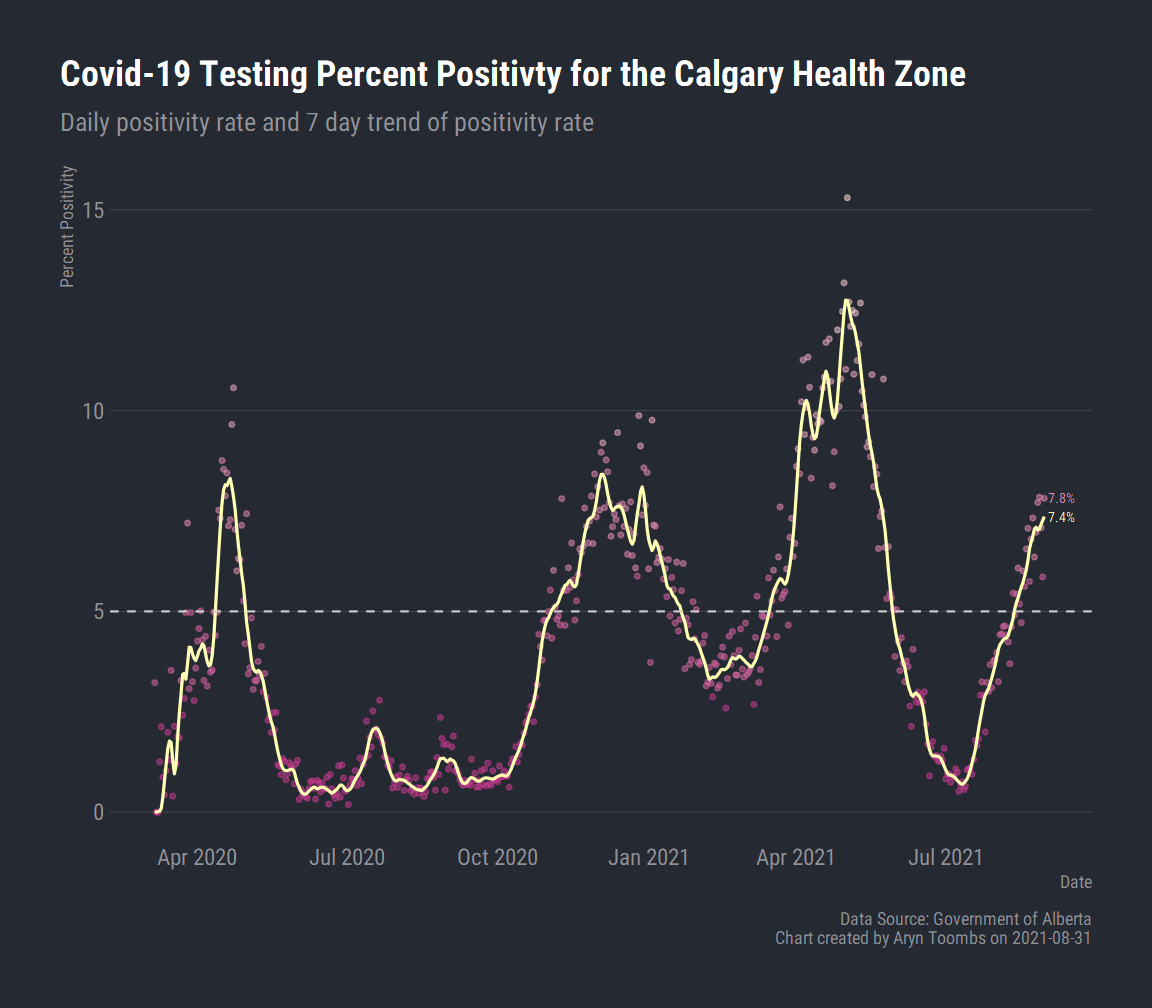 Covid-19 Testing Percent Positivty for the Calgary Health Zone
Daily positivity rate and 7 day trend of positivity rate
Percent Positivity
15
10
5
0
7.8%
7.4%
Apr 2020
Jul 2020
Oct 2020
Jan 2021
Apr 2021
Jul 2021
Date
Data Source: Government of Alberta
Chart created by Aryn Toombs on 2021-08-31